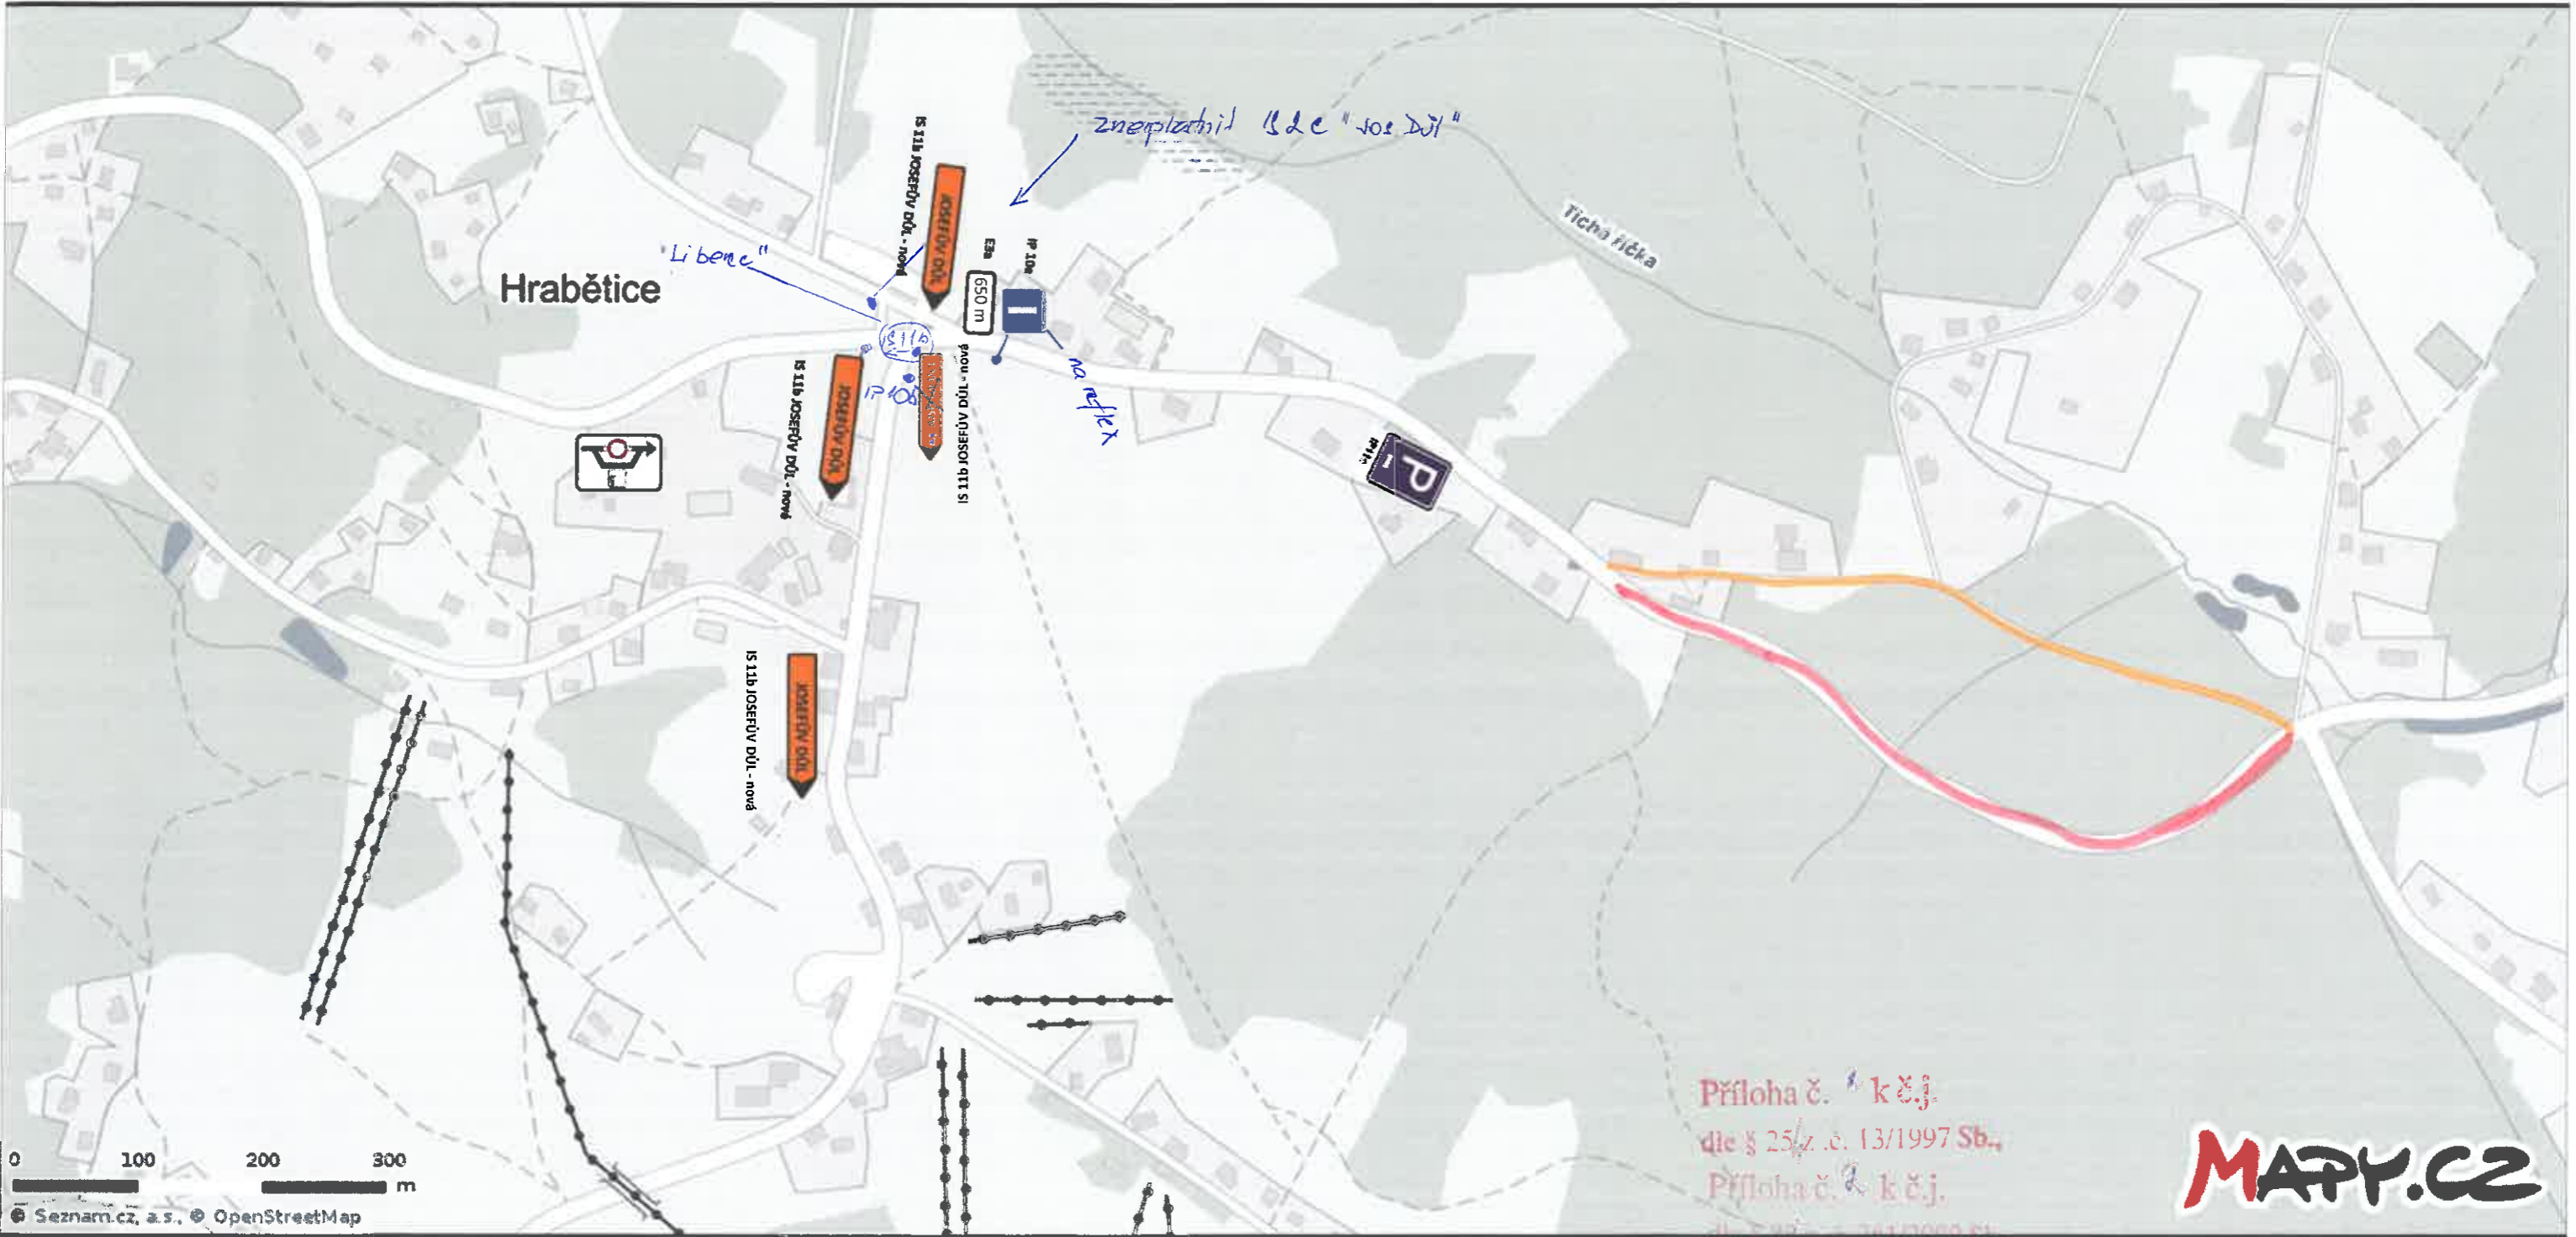 zneplatnit IS 2c "Jos Důl"
IS 11b JOSEFŮV DŮL - nová
JOSEFŮV DŮL
E3a
IP 10a
650 m
Tichá říčka
"Liberec"
Hrabětice
IS 11b
IP 10b
na reflex
IS 11b JOSEFŮV DŮL - nová
JOSEFŮV DŮL
IS 11b JOSEFŮV DŮL - nová
P
IS 11b JOSEFŮV DŮL - nová
JOSEFŮV DŮL
Příloha č. k č.j.
dle § 25 z. č. 13/1997 Sb.,
Příloha č. 2 k č.j.
0 100 200 300 m
© Seznam.cz, a.s., © OpenStreetMap
MAPY.CZ